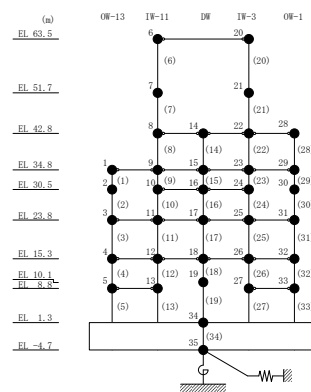 (m) OW-13 IW-11 DW IW-3 OW-1
EL 63.5 6 20
(6) (20)
EL 51.7 7 21
(7) (21)
EL 42.8 8 14 22 28
(8) (14) (22) (28)
EL 34.8 1 9 15 23 29
(1) (9) (15) (23) (29)
EL 30.5 2 10 16 24 30
(2) (10) (16) (24) (30)
EL 23.8 3 11 17 25 31
(3) (11) (17) (25) (31)
EL 15.3 4 12 18 26 32
(4) (12) (18) (26) (32)
EL 10.1 19
EL 8.8 5 13 27 33
(5) (13) (19) (27) (33)
EL 1.3 34
(34)
EL -4.7 35